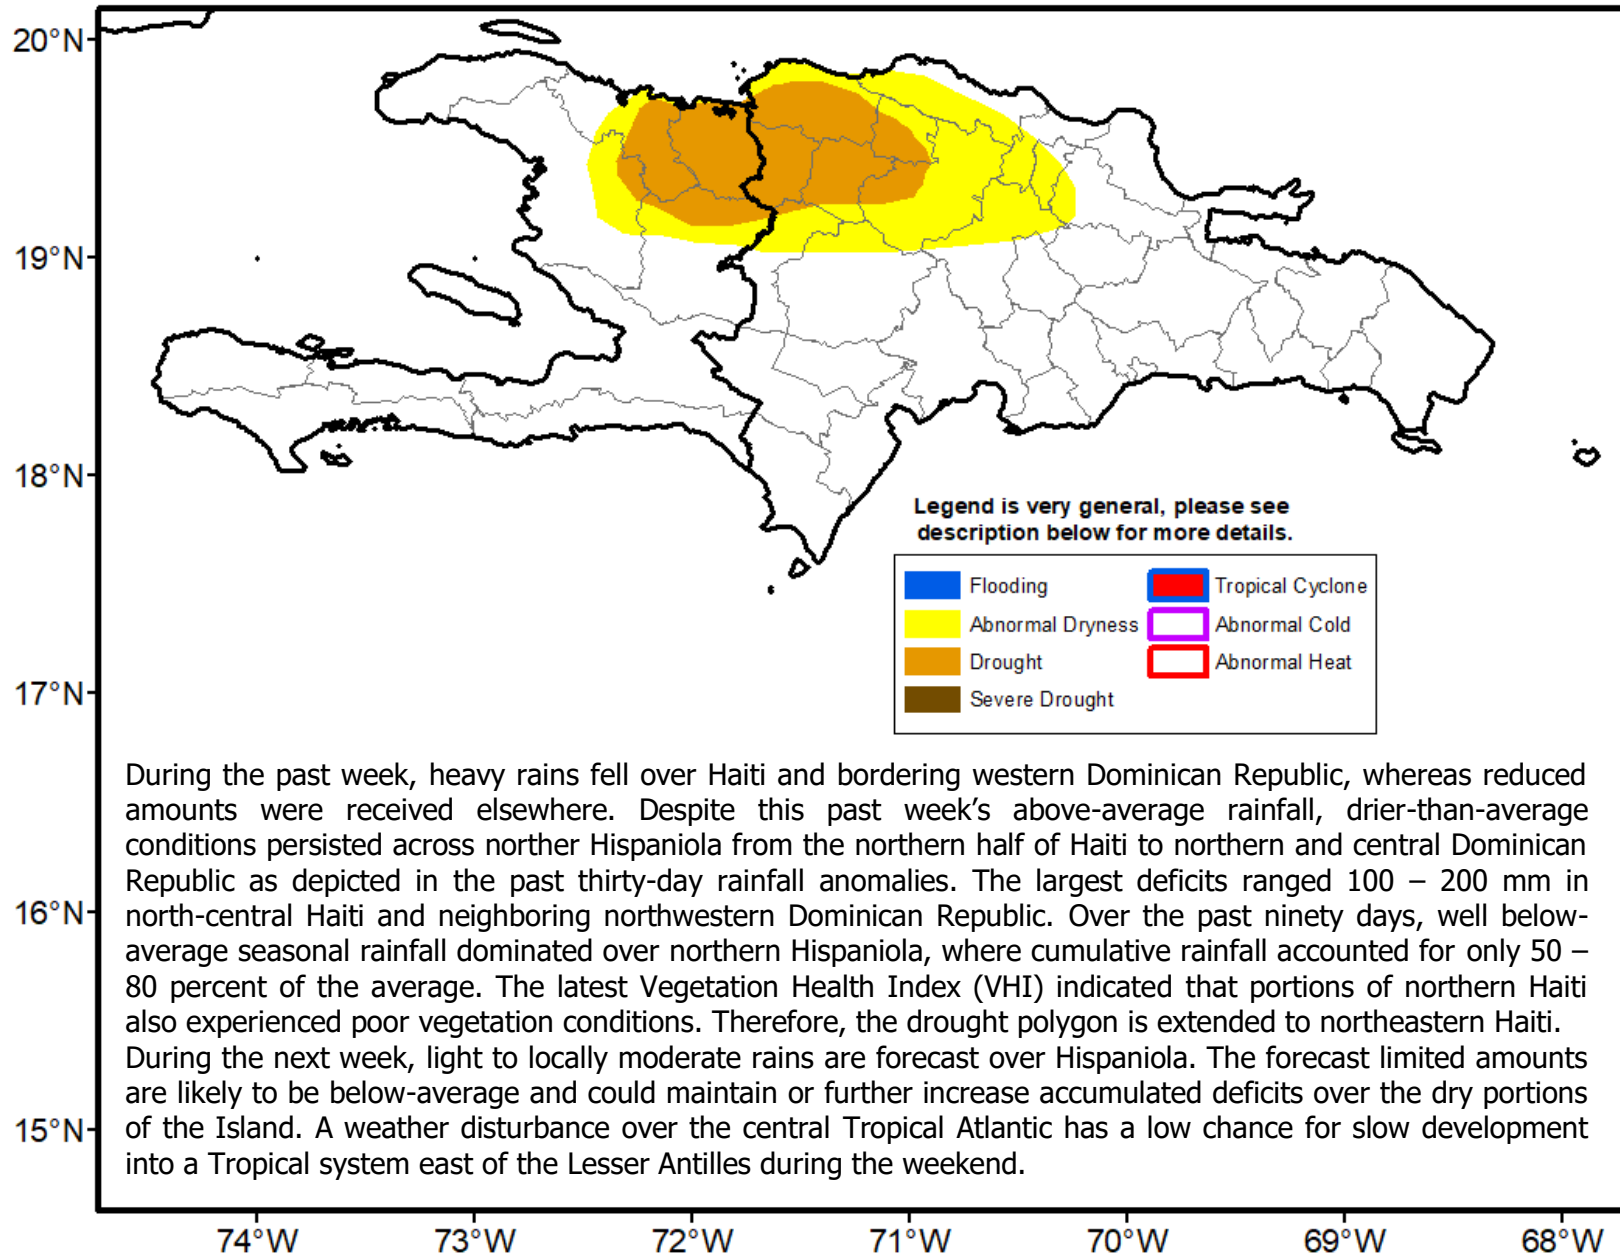 20°N
19°N
18°N
17°N
16°N
15°N
Legend is very general, please see
description below for more details.
Flooding
Abnormal Dryness
Drought
Severe Drought
Tropical Cyclone
Abnormal Cold
Abnormal Heat
During the past week, heavy rains fell over Haiti and bordering western Dominican Republic, whereas reduced
amounts were received elsewhere. Despite this past week’s above-average rainfall, drier-than-average
conditions persisted across norther Hispaniola from the northern half of Haiti to northern and central Dominican
Republic as depicted in the past thirty-day rainfall anomalies. The largest deficits ranged 100 – 200 mm in
north-central Haiti and neighboring northwestern Dominican Republic. Over the past ninety days, well below-
average seasonal rainfall dominated over northern Hispaniola, where cumulative rainfall accounted for only 50 –
80 percent of the average. The latest Vegetation Health Index (VHI) indicated that portions of northern Haiti
also experienced poor vegetation conditions. Therefore, the drought polygon is extended to northeastern Haiti.
During the next week, light to locally moderate rains are forecast over Hispaniola. The forecast limited amounts
are likely to be below-average and could maintain or further increase accumulated deficits over the dry portions
of the Island. A weather disturbance over the central Tropical Atlantic has a low chance for slow development
into a Tropical system east of the Lesser Antilles during the weekend.
74°W
73°W
72°W
71°W
70°W
69°W
68°W